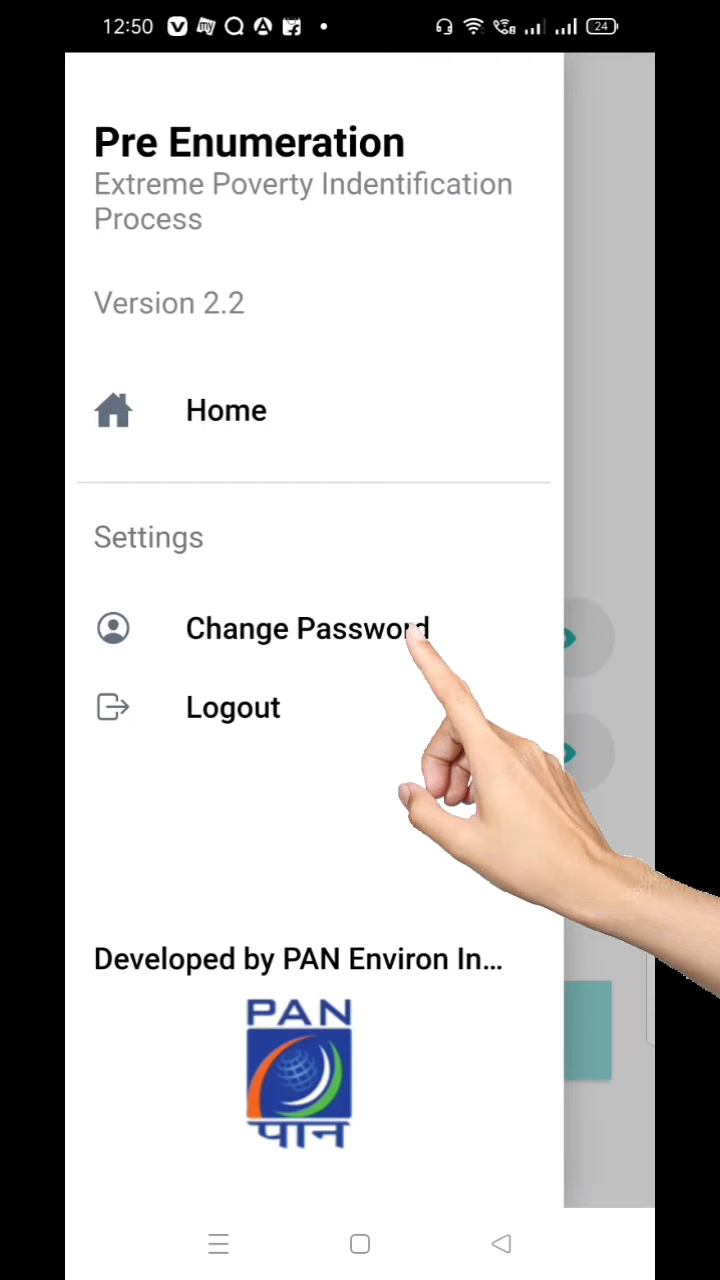 12:50
24
Pre Enumeration
Extreme Poverty Indentification
Process
Version 2.2
Home
Settings
Change Password
Logout
Developed by PAN Environ In...
PAN
पान